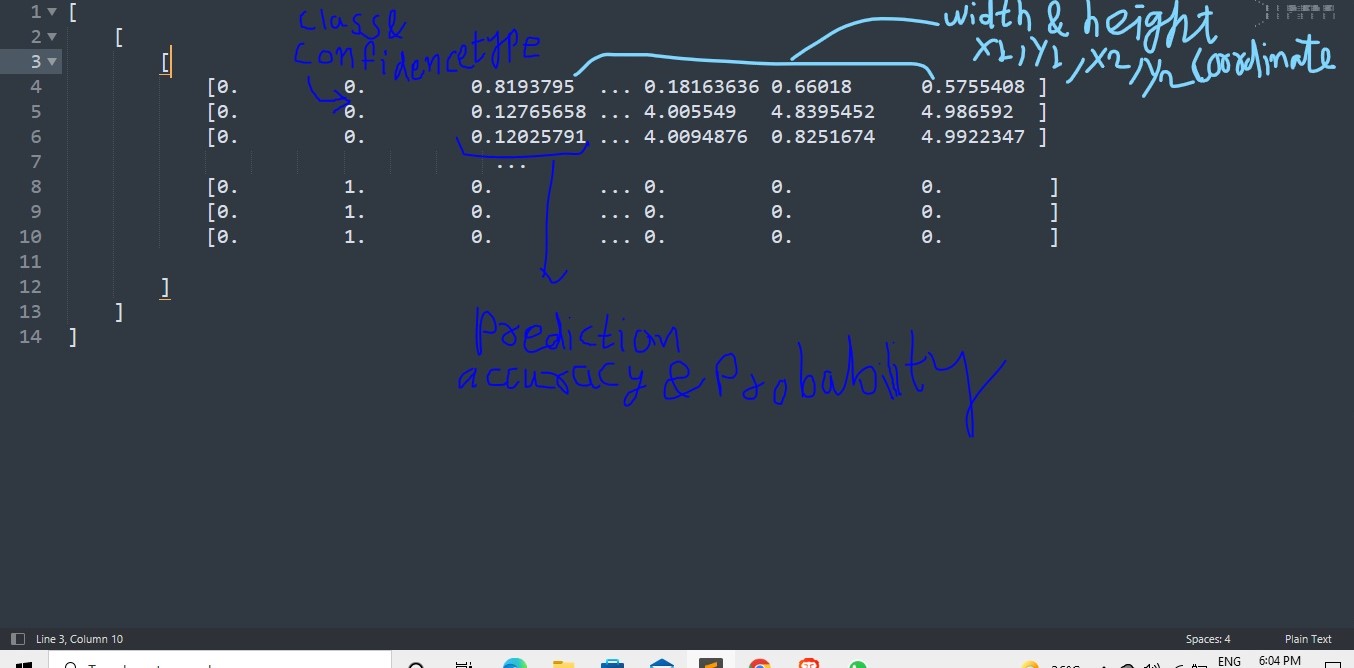 class &
confidence type
width & height
x1,y1,x2,y2 coordinate
1 [
2 [
3 [
4 [0. 0. 0.8193795 ... 0.18163636 0.66018 0.5755408 ]
5 [0. 0. 0.12765658 ... 4.005549 4.8395452 4.986592 ]
6 [0. 0. 0.12025791 ... 4.0094876 0.8251674 4.9922347 ]
7 ...
8 [0. 1. 0. ... 0. 0. 0. ]
9 [0. 1. 0. ... 0. 0. 0. ]
10 [0. 1. 0. ... 0. 0. 0. ]
11
12 ]
13 ]
14 ]
Prediction
accuracy & Probability
Line 3, Column 10 Spaces: 4 Plain Text
ENG 6:04 PM